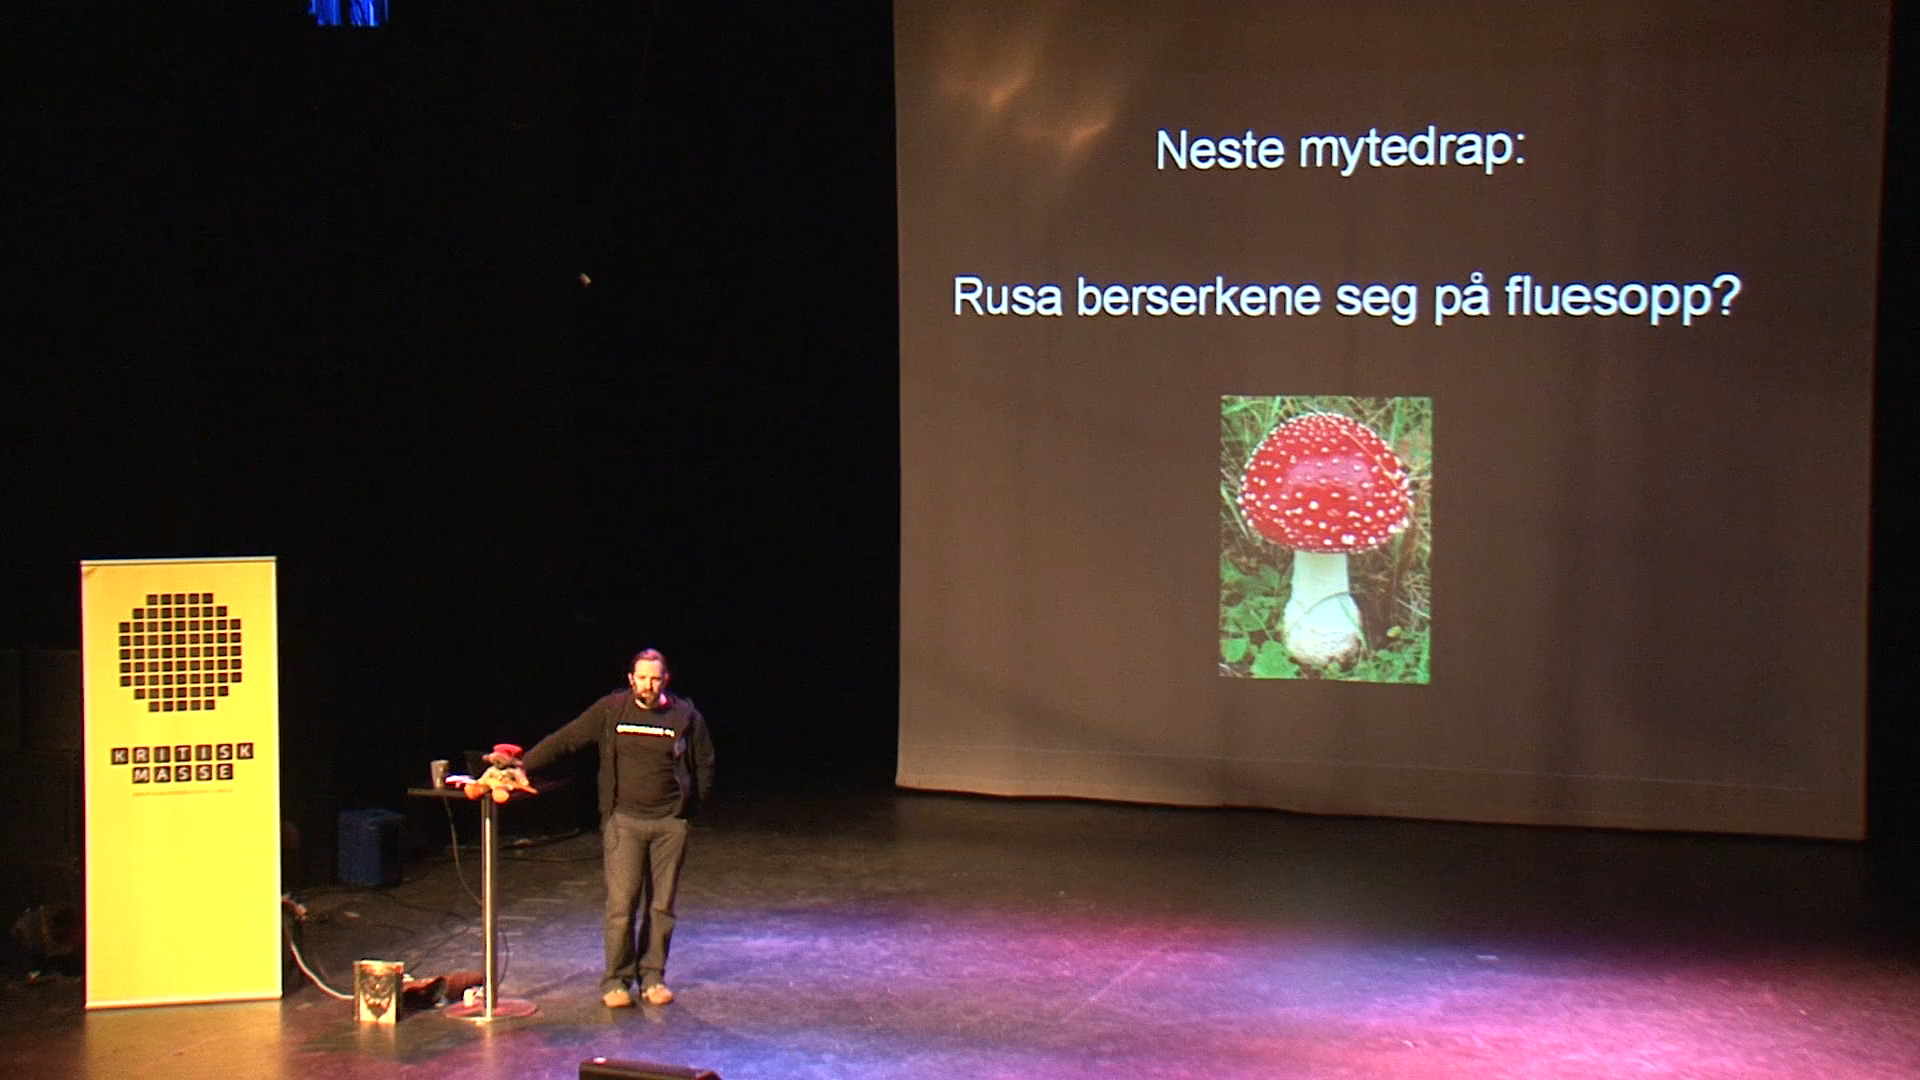 Neste mytedrap:
Rusa berserkene seg på fluesopp?
KRITISK
MASSE